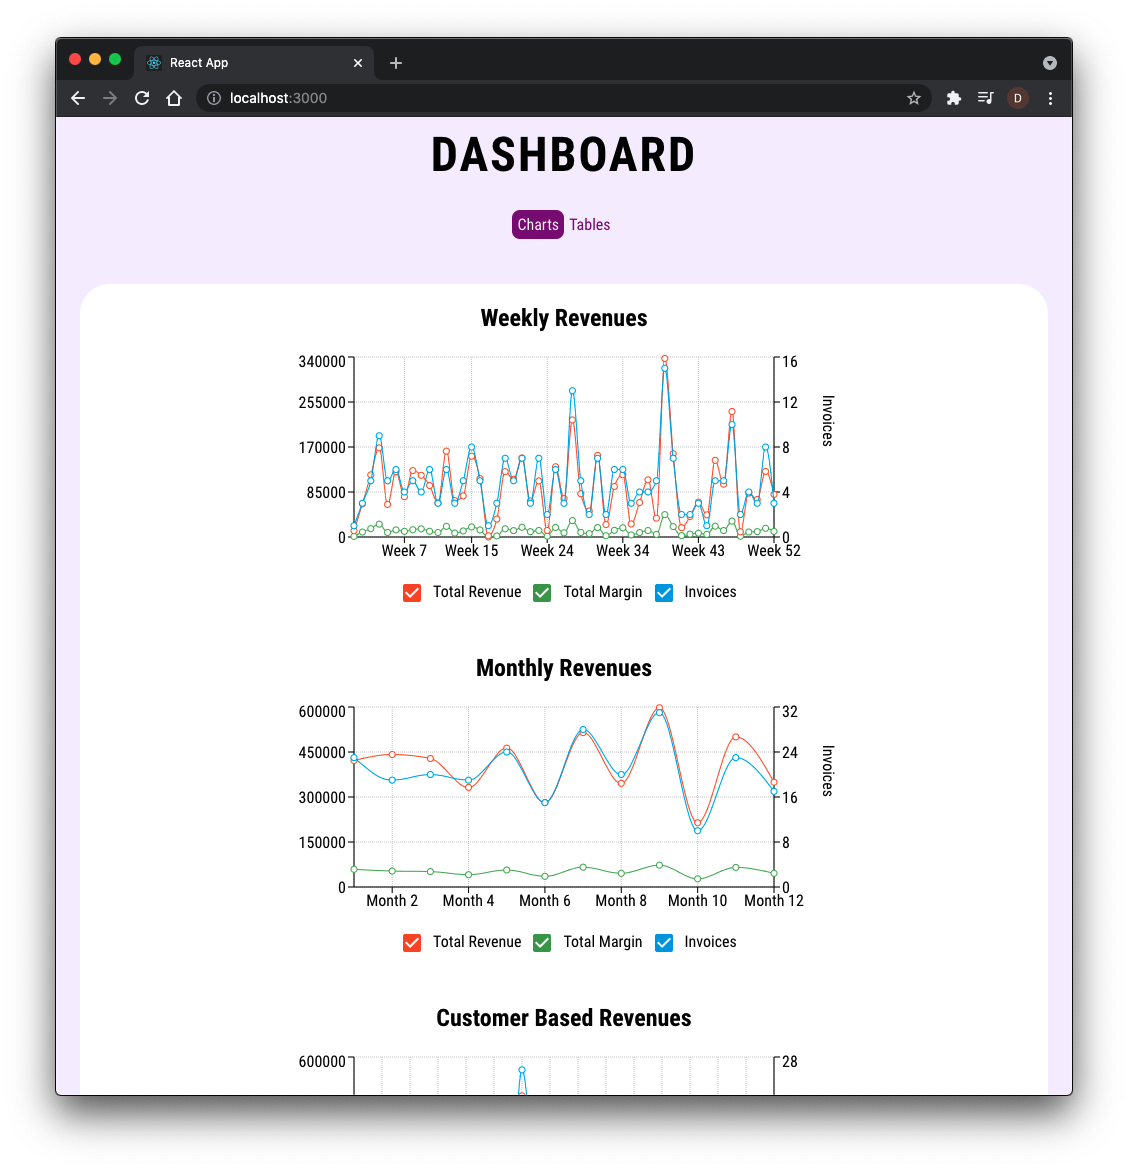 React App
localhost:3000
D
DASHBOARD
Charts Tables
Weekly Revenues
340000 16
255000 12
170000 8
85000 4
0 0
Invoices
Week 7 Week 15 Week 24 Week 34 Week 43 Week 52
Total Revenue Total Margin Invoices
Monthly Revenues
600000 32
450000 24
300000 16
150000 8
0 0
Invoices
Month 2 Month 4 Month 6 Month 8 Month 10 Month 12
Total Revenue Total Margin Invoices
Customer Based Revenues
600000 28